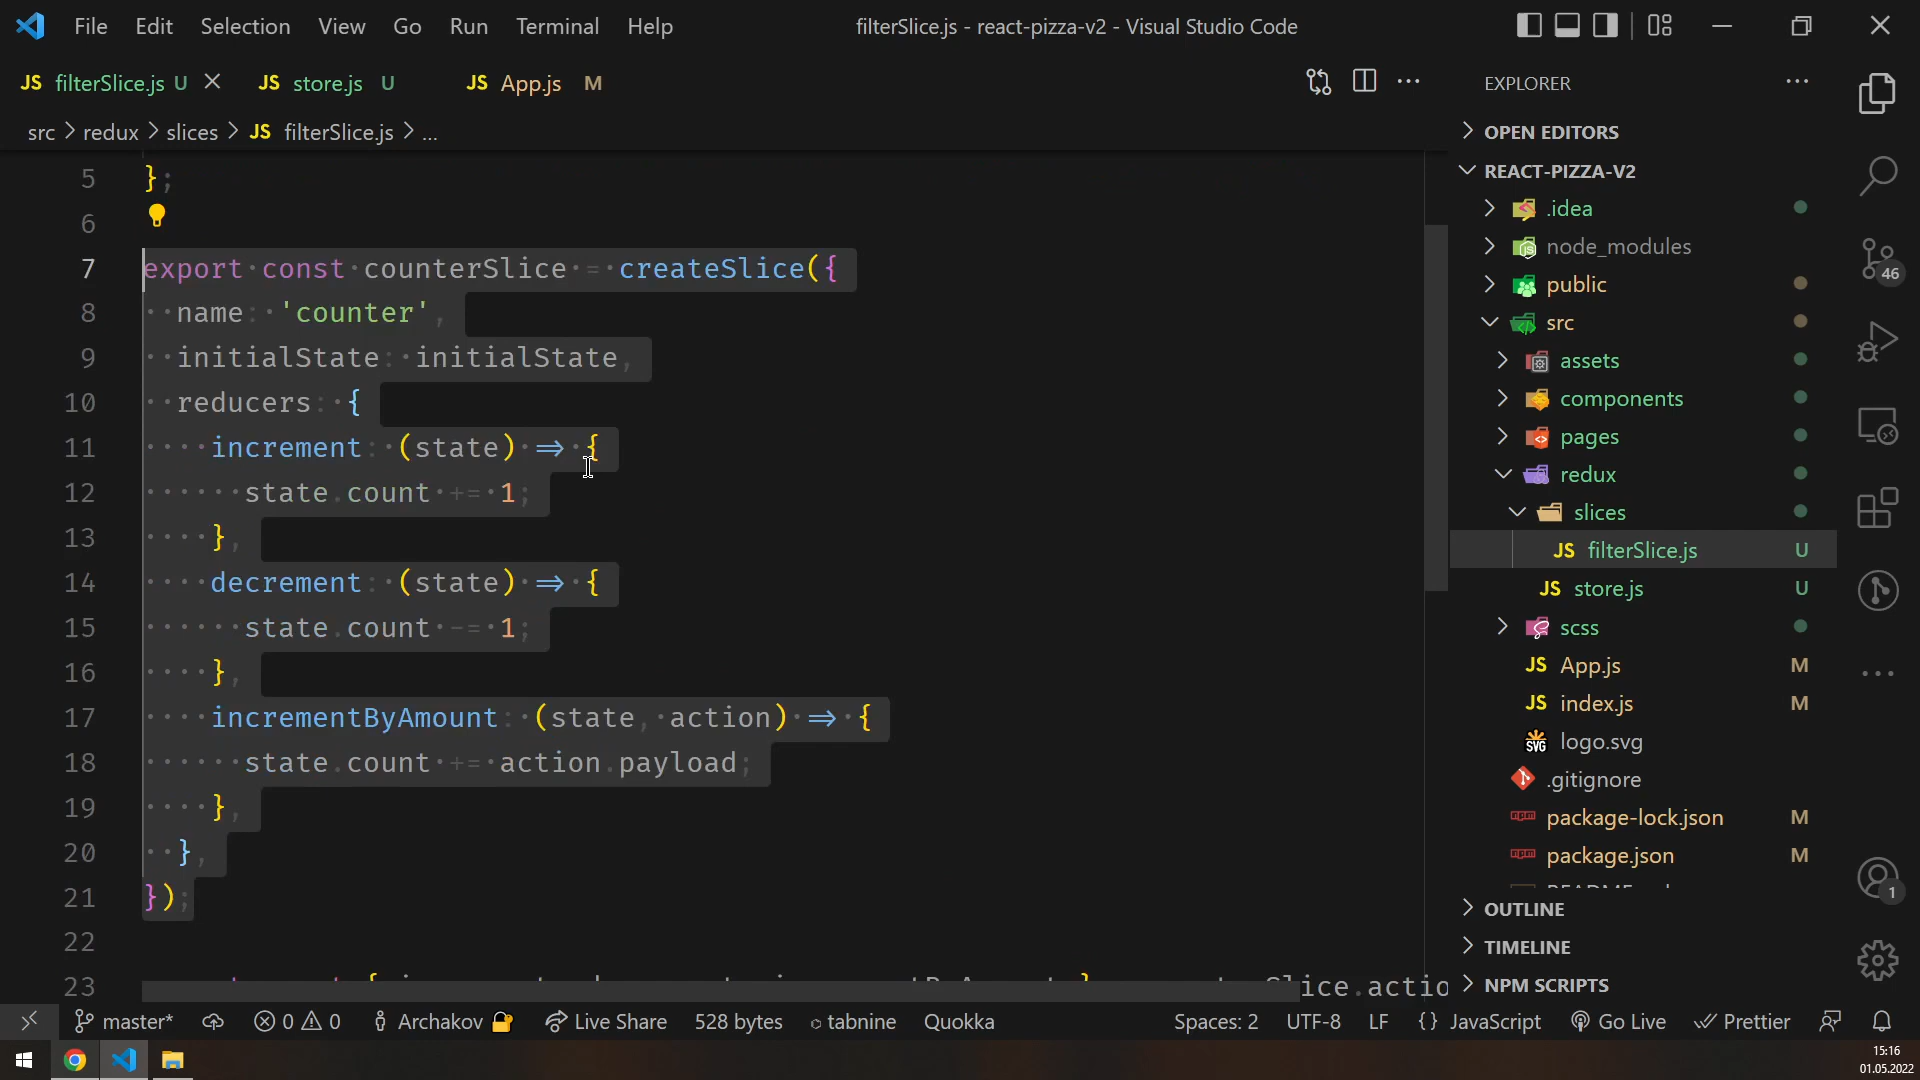 File Edit Selection View Go Run Terminal Help
filterSlice.js - react-pizza-v2 - Visual Studio Code
JS filterSlice.js U JS store.js U JS App.js M
src > redux > slices > JS filterSlice.js > ...
5 };
6
7 export const counterSlice = createSlice({
8 name: 'counter',
9 initialState: initialState,
10 reducers: {
11 increment: (state) => {
12 state.count += 1;
13 },
14 decrement: (state) => {
15 state.count -= 1;
16 },
17 incrementByAmount: (state, action) => {
18 state.count += action.payload;
19 },
20 },
21 });
22
23
EXPLORER
OPEN EDITORS
REACT-PIZZA-V2
.idea
node_modules
public
src
assets
components
pages
redux
slices
JS filterSlice.js U
JS store.js U
scss
JS App.js M
JS index.js M
SVG logo.svg
.gitignore
package-lock.json M
package.json M
OUTLINE
TIMELINE
NPM SCRIPTS
46
1
master* 0 0 Archakov Live Share 528 bytes tabnine Quokka Spaces: 2 UTF-8 LF {} JavaScript Go Live Prettier
15:16
01.05.2022